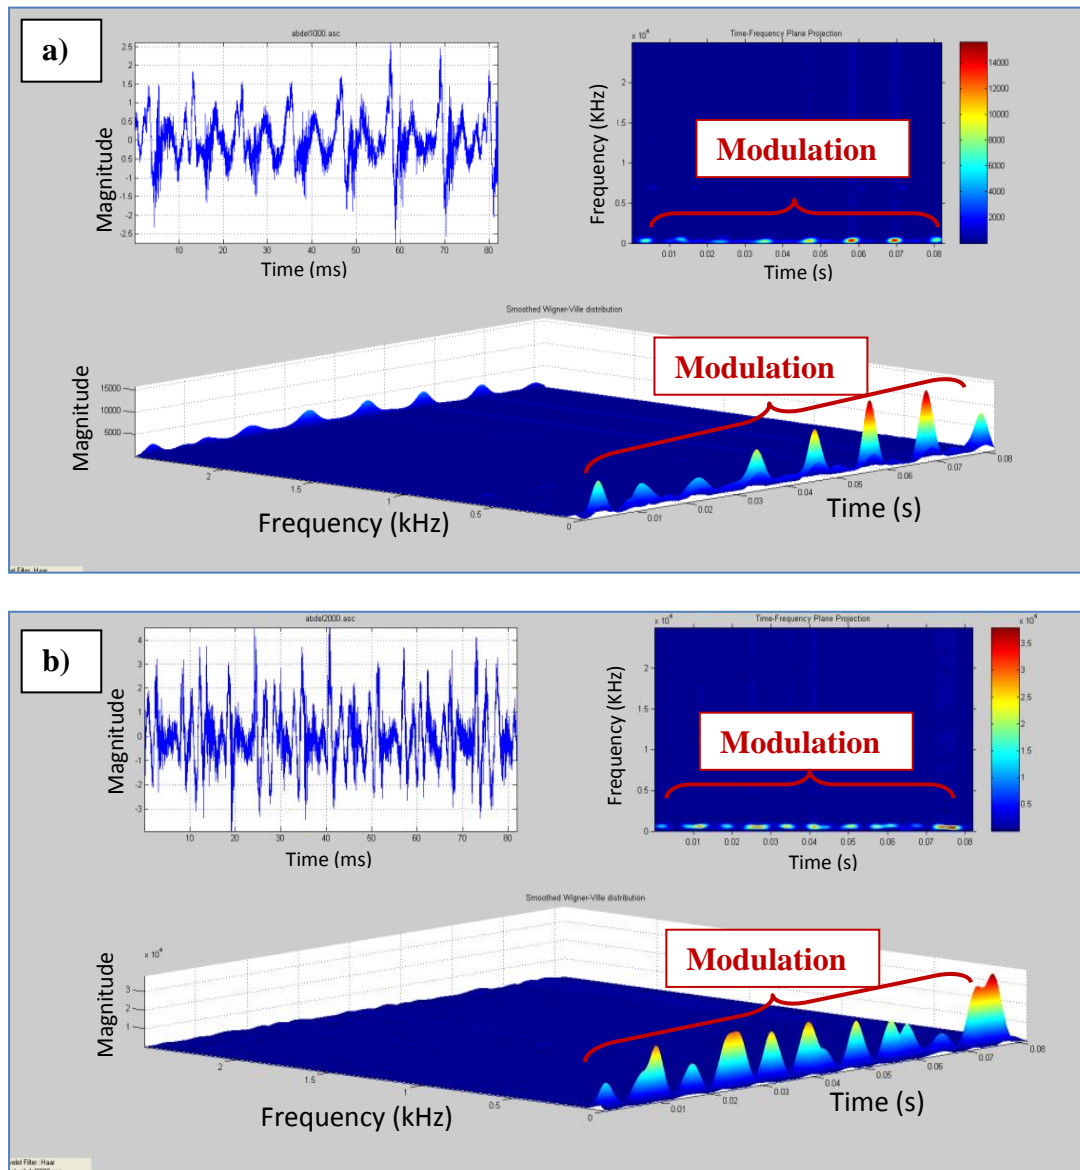 a)
abdel1000.asc
2.5
2
1.5
1
0.5
0
0.5
-1
-1.5
-2
-2.5
10 20 30 40 50 60 70 80
Magnitude
Time (ms)
Time-Frequency Plane Projection
x 10⁴
2
1.5
1
0.5
0
Frequency (KHz)
Modulation
0.01 0.02 0.03 0.04 0.05 0.06 0.07 0.08
Time (s)
14000
12000
10000
8000
6000
4000
2000
Smoothed Wigner-Ville distribution
Modulation
Magnitude
15000
10000
5000
2 1.5 1 0.5 0
Frequency (kHz)
0.01 0.02 0.03 0.04 0.05 0.06 0.07 0.08
Time (s)
et Filter: Haar
b)
abdel2000.asc
4
3
2
1
0
-1
-2
-3
10 20 30 40 50 60 70 80
Magnitude
Time (ms)
Time-Frequency Plane Projection
x 10⁴
2
1.5
1
0.5
0
Frequency (KHz)
Modulation
0.01 0.02 0.03 0.04 0.05 0.06 0.07 0.08
Time (s)
x 10⁴
3.5
3
2.5
2
1.5
1
0.5
Smoothed Wigner-Ville distribution
Modulation
Magnitude
x 10⁴
3
2
1
2 1.5 1 0.5 0
Frequency (kHz)
0.01 0.02 0.03 0.04 0.05 0.06 0.07 0.08
Time (s)
velet Filter: Haar